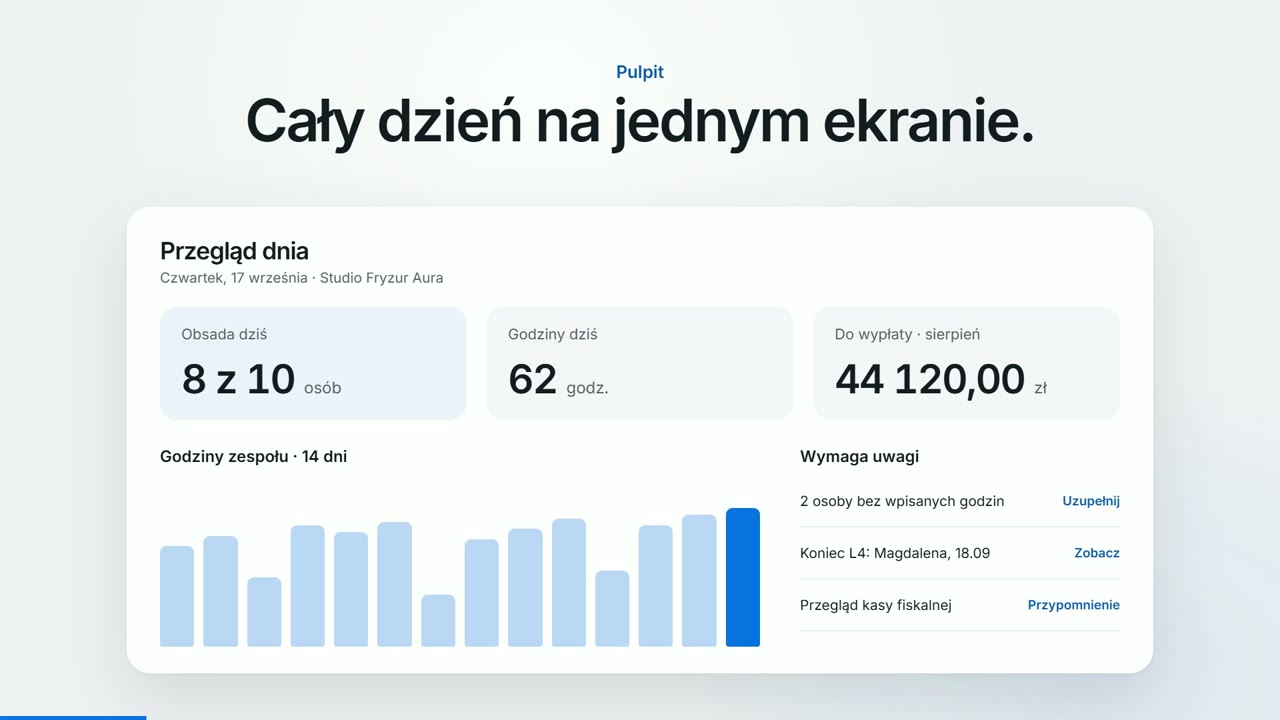 Pulpit
Cały dzień na jednym ekranie.
Przegląd dnia
Czwartek, 17 września · Studio Fryzur Aura
Obsada dziś
8 z 10 osób
Godziny dziś
62 godz.
Do wypłaty · sierpień
44 120,00 zł
Godziny zespołu · 14 dni
Wymaga uwagi
2 osoby bez wpisanych godzin Uzupełnij
Koniec L4: Magdalena, 18.09 Zobacz
Przegląd kasy fiskalnej Przypomnienie